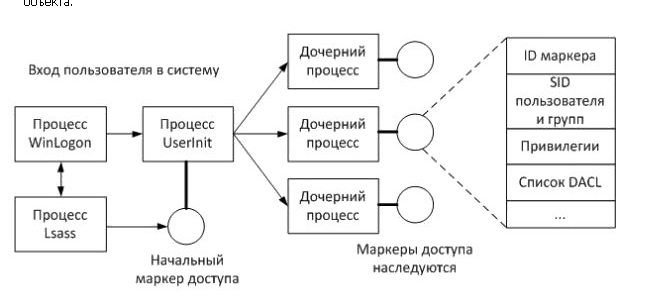 объекта.
Вход пользователя в систему
Процесс
WinLogon
Процесс
UserInit
Процесс
Lsass
Начальный
маркер доступа
Дочерний
процесс
Дочерний
процесс
Дочерний
процесс
Маркеры доступа
наследуются
ID маркера
SID
пользователя
и групп
Привилегии
Список DACL
...